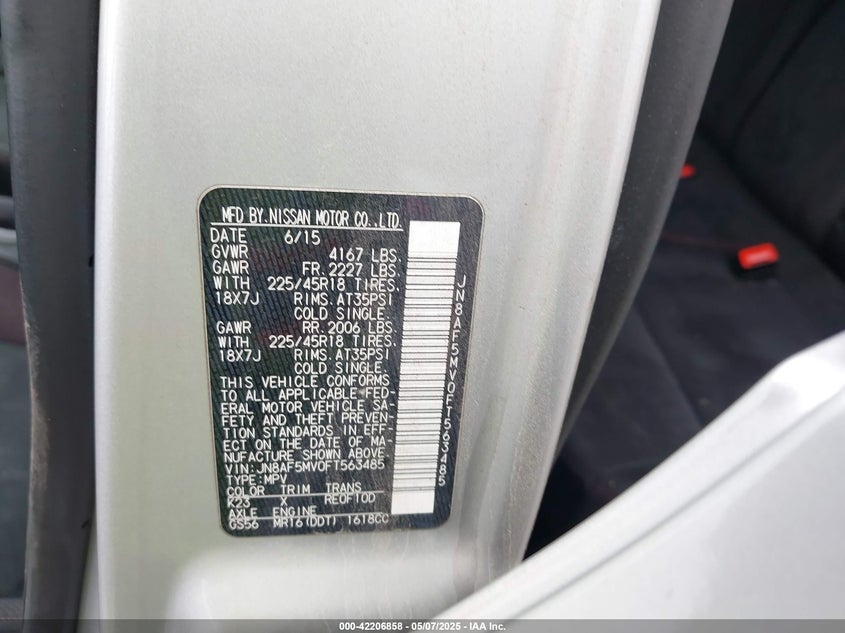 MFD BY.NISSAN MOTOR CO.,LTD.
DATE 6/15
GVWR 4167 LBS.
GAWR FR. 2227 LBS.
WITH 225/45R18 TIRES.
18X7J RIMS. AT35PSI
COLD SINGLE.
GAWR RR. 2006 LBS.
WITH 225/45R18 TIRES.
18X7J RIMS. AT35PSI
COLD SINGLE.
THIS VEHICLE CONFORMS
TO ALL APPLICABLE FED-
ERAL MOTOR VEHICLE SA-
FETY AND THEFT PREVEN-
TION STANDARDS IN EFF-
ECT ON THE DATE OF MA-
NUFACTURE SHOWN ABOVE.
VIN: JN8AF5MV0FT563485
TYPE: MPV
COLOR TRIM TRANS
K23 X RE0F10D
AXLE ENGINE
GS56 MR16(DDT) 1618CC
JN8AF5MV0FT563485
000-42206858 - 05/07/2025 - IAA Inc.